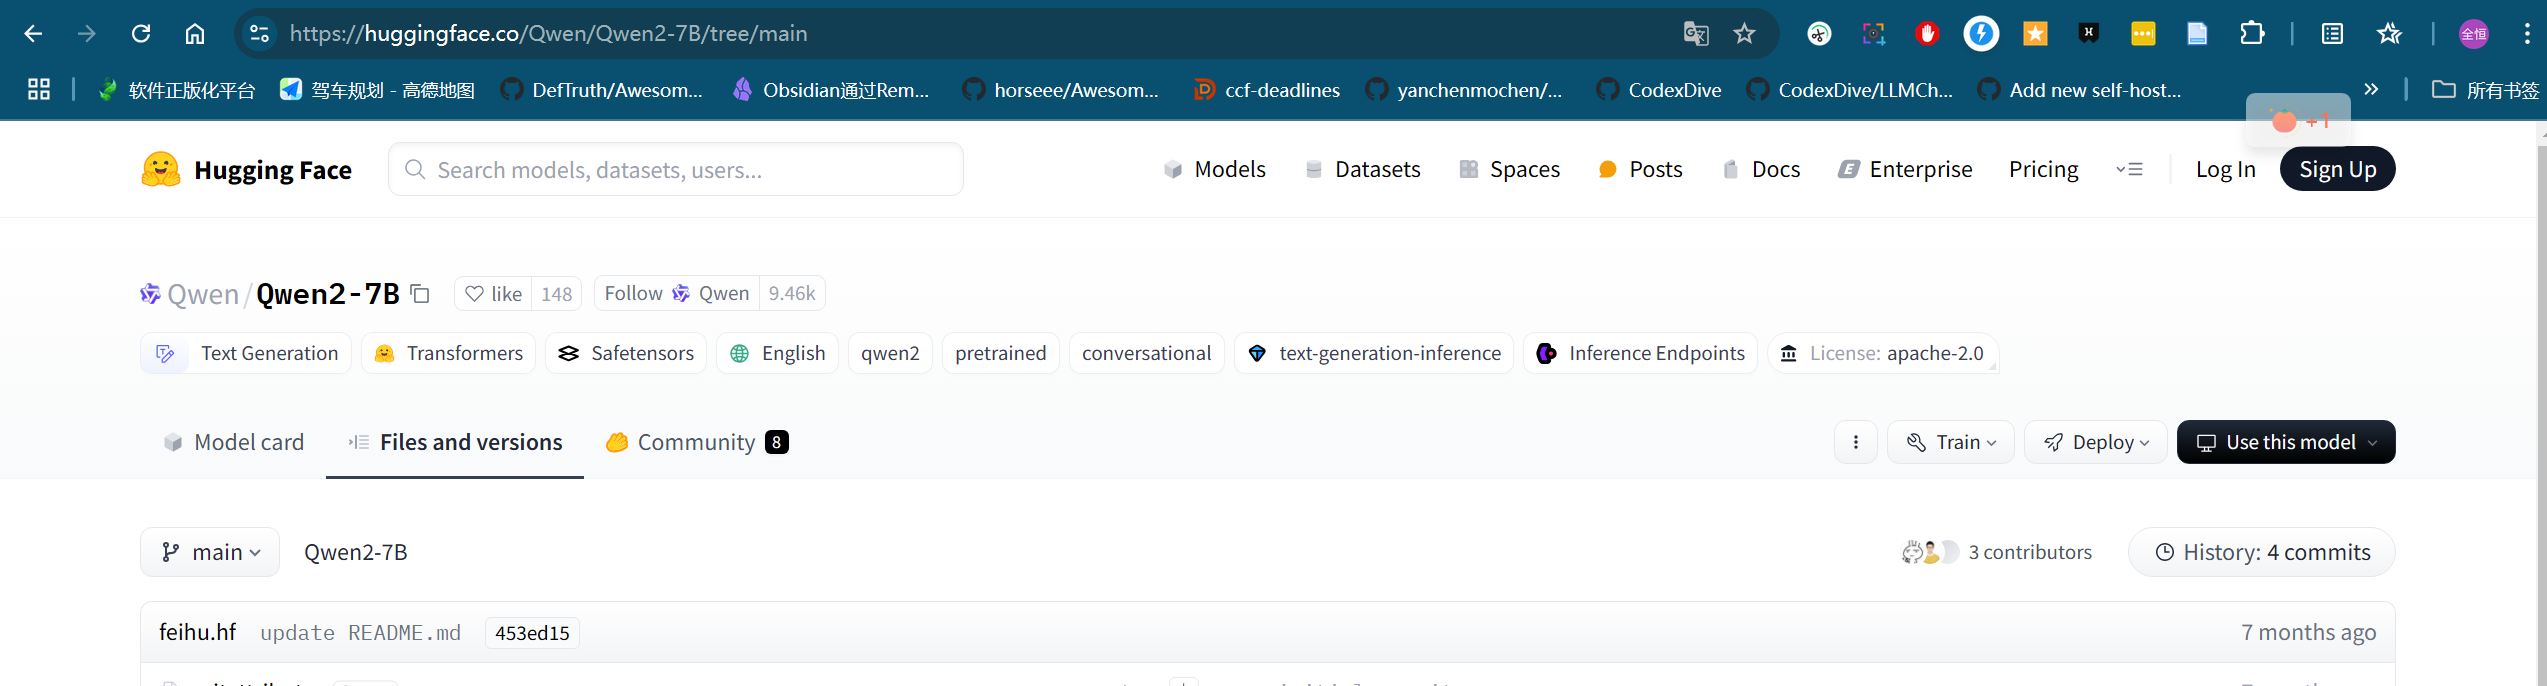 https://huggingface.co/Qwen/Qwen2-7B/tree/main
全恒
软件正版化平台 驾车规划 - 高德地图 DefTruth/Awesom... Obsidian通过Rem... horseee/Awesom... ccf-deadlines yanchenmochen/... CodexDive CodexDive/LLMCh... Add new self-host... » 所有书签
+1
Hugging Face Search models, datasets, users... Models Datasets Spaces Posts Docs Enterprise Pricing Log In Sign Up
Qwen/Qwen2-7B like 148 Follow Qwen 9.46k
Text Generation Transformers Safetensors English qwen2 pretrained conversational text-generation-inference Inference Endpoints License: apache-2.0
Model card Files and versions Community 8 Train Deploy Use this model
main Qwen2-7B 3 contributors History: 4 commits
feihu.hf update README.md 453ed15 7 months ago